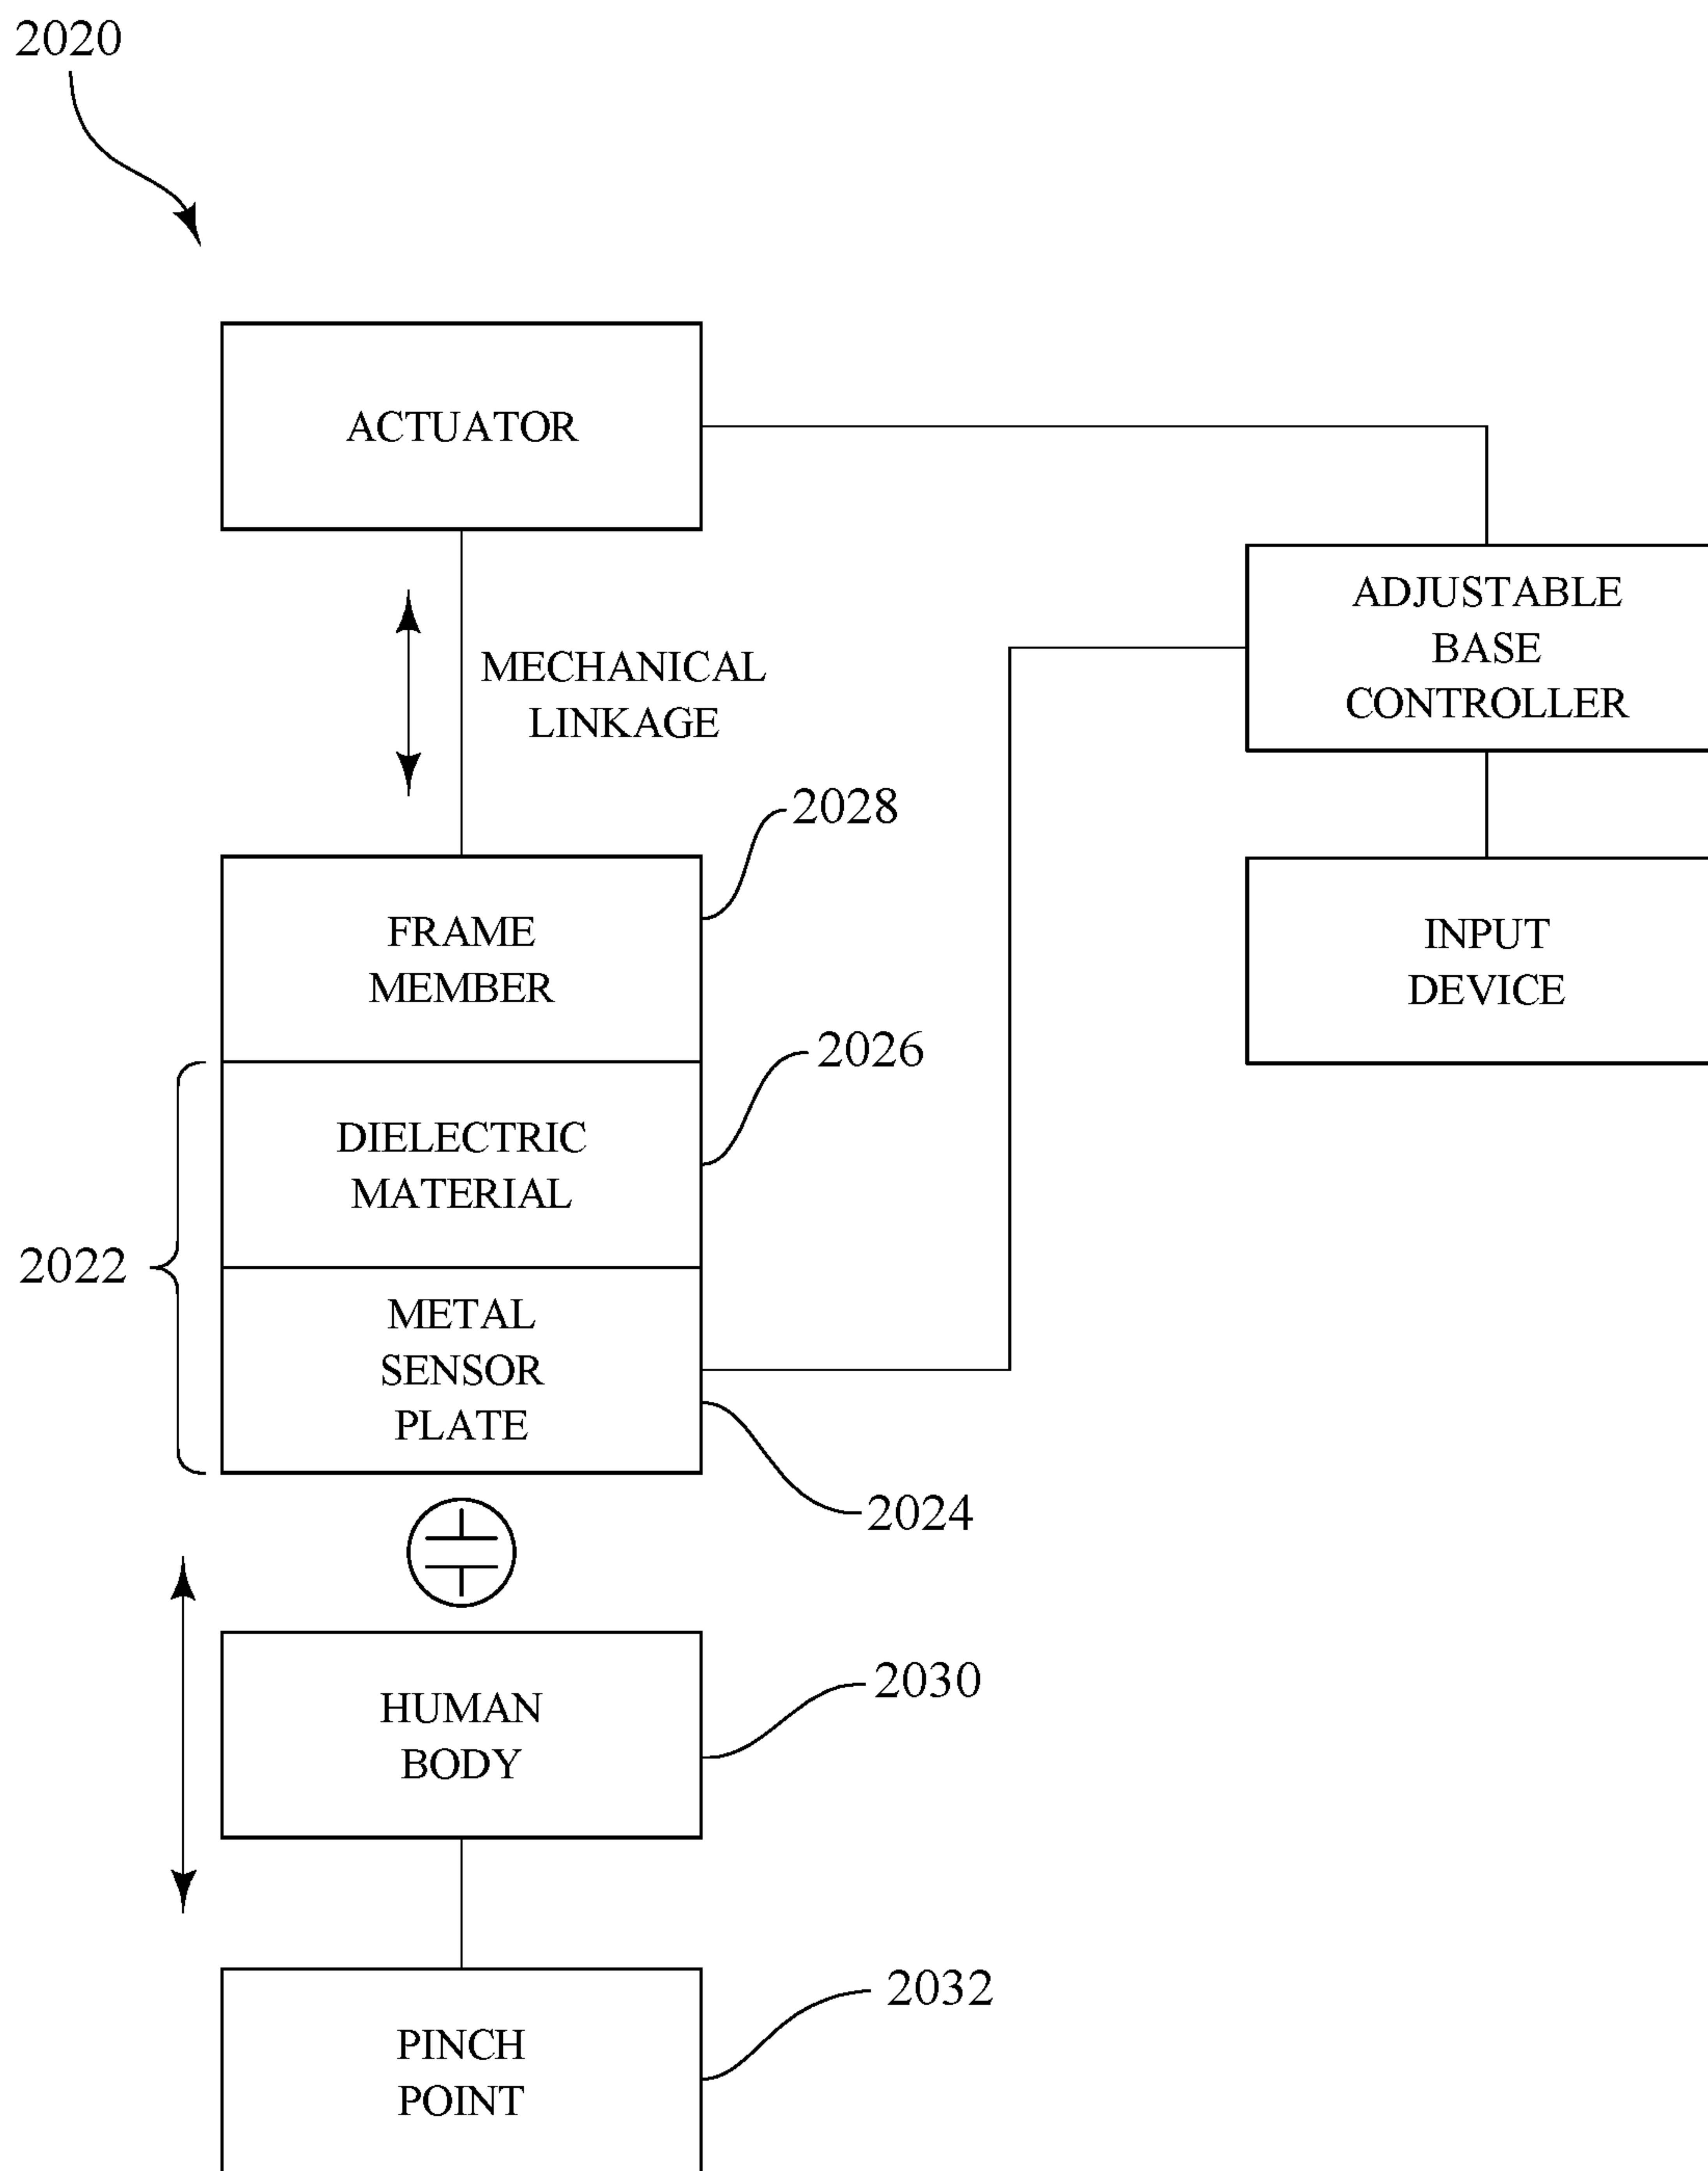 2020
ACTUATOR
ADJUSTABLE
BASE
CONTROLLER
MECHANICAL
LINKAGE
2028
FRAME
MEMBER
INPUT
DEVICE
2026
DIELECTRIC
MATERIAL
2022
METAL
SENSOR
PLATE
2024
HUMAN
BODY
2030
PINCH
POINT
2032